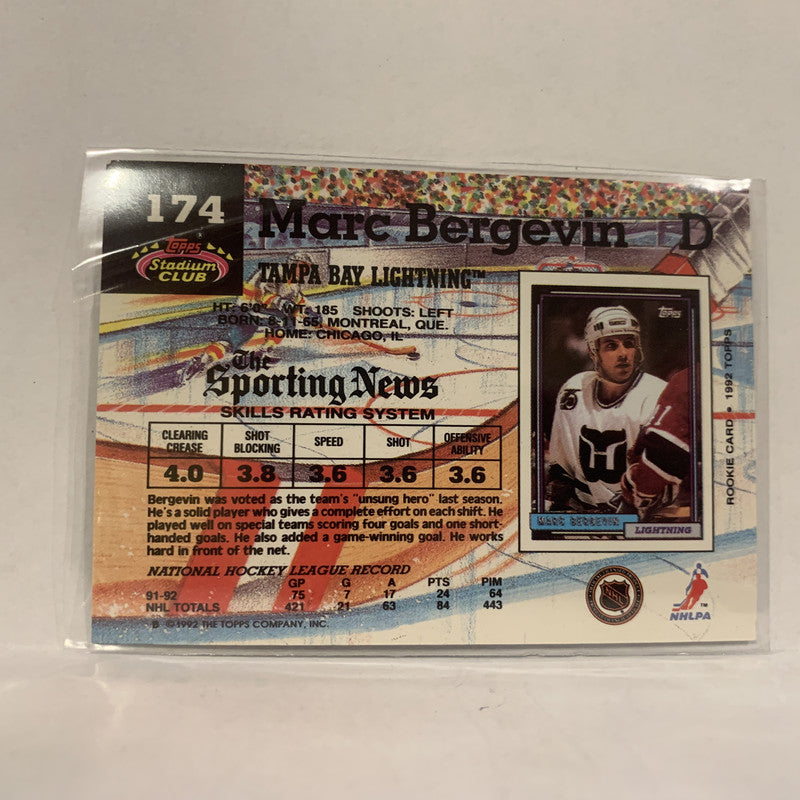 174
Marc Bergevin D
Topps
Stadium
CLUB
TAMPA BAY LIGHTNING™
HT: 6'0" WT: 185 SHOOTS: LEFT
BORN: 8-11-65, MONTREAL, QUE.
HOME: CHICAGO, IL
The
Sporting News
SKILLS RATING SYSTEM
CLEARING CREASE SHOT BLOCKING SPEED SHOT OFFENSIVE ABILITY
4.0 3.8 3.6 3.6 3.6
Bergevin was voted as the team's "unsung hero" last season.
He's a solid player who gives a complete effort on each shift. He
played well on special teams scoring four goals and one short-
handed goals. He also added a game-winning goal. He works
hard in front of the net.
NATIONAL HOCKEY LEAGUE RECORD
GP G A PTS PIM
91-92 75 7 17 24 64
NHL TOTALS 421 21 63 84 443
B ©1992 THE TOPPS COMPANY, INC.
Topps
11
MARC BERGEVIN
LIGHTNING
ROOKIE CARD • 1992 TOPPS
NHL
NHLPA
™